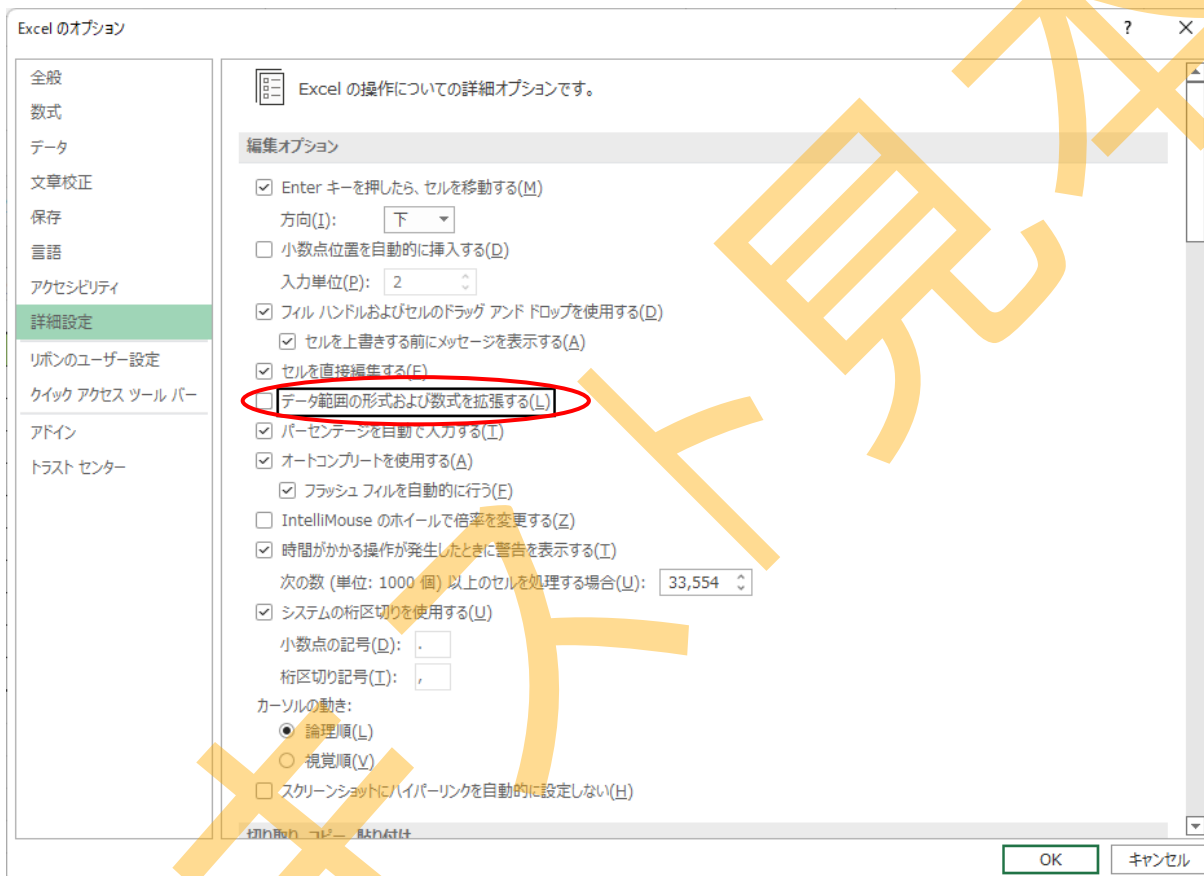 Excel のオプション
? ×
全般
数式
データ
文章校正
保存
言語
アクセシビリティ
詳細設定
リボンのユーザー設定
クイック アクセス ツール バー
アドイン
トラスト センター
Excel の操作についての詳細オプションです。
編集オプション
Enter キーを押したら、セルを移動する(M)
方向(I): 下
小数点位置を自動的に挿入する(D)
入力単位(P): 2
フィル ハンドルおよびセルのドラッグ アンド ドロップを使用する(D)
セルを上書きする前にメッセージを表示する(A)
セルを直接編集する(E)
データ範囲の形式および数式を拡張する(L)
パーセンテージを自動で入力する(T)
オートコンプリートを使用する(A)
フラッシュ フィルを自動的に行う(F)
IntelliMouse のホイールで倍率を変更する(Z)
時間がかかる操作が発生したときに警告を表示する(T)
次の数 (単位: 1000 個) 以上のセルを処理する場合(U): 33,554
システムの桁区切りを使用する(U)
小数点の記号(D): .
桁区切り記号(T): ,
カーソルの動き:
論理順(L)
視覚順(V)
スクリーンショットにハイパーリンクを自動的に設定しない(H)
切り取り、コピー、貼り付け
OK キャンセル
キスト見本